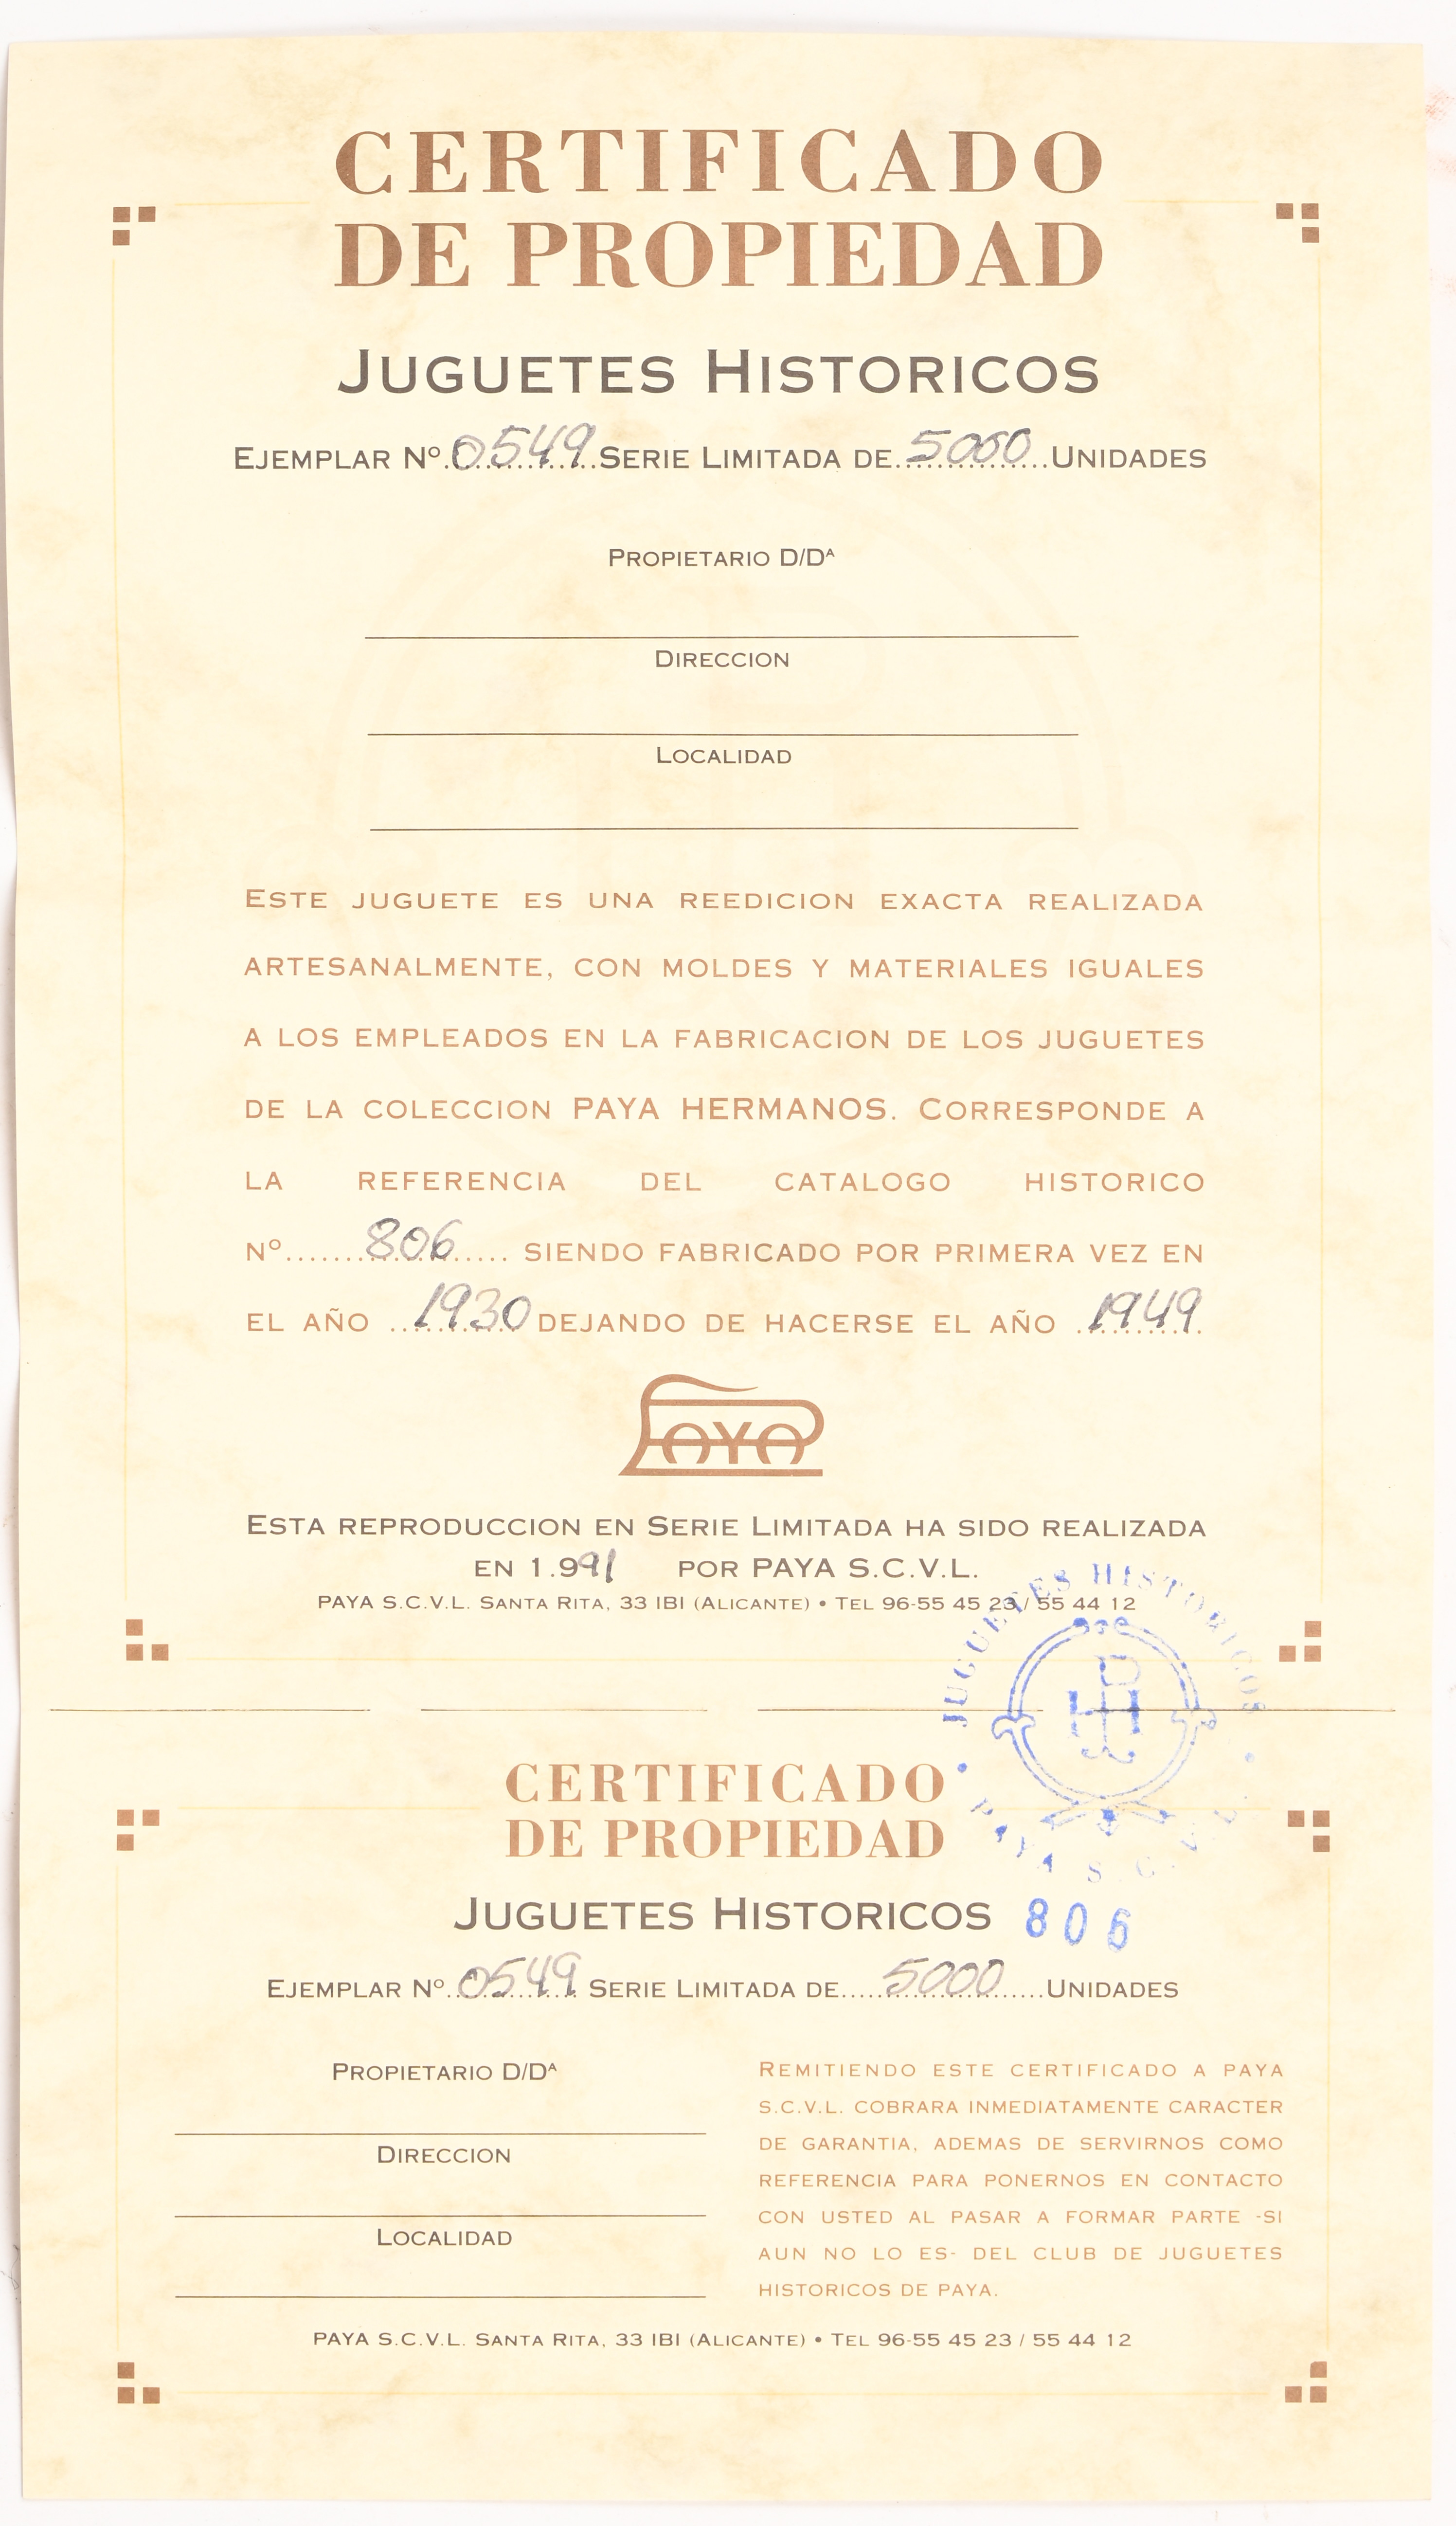 CERTIFICADO
DE PROPIEDAD
JUGUETES HISTORICOS
EJEMPLAR Nº.0549.SERIE LIMITADA DE.5000.UNIDADES
PROPIETARIO D/Dª
DIRECCION
LOCALIDAD
ESTE JUGUETE ES UNA REEDICION EXACTA REALIZADA
ARTESANALMENTE, CON MOLDES Y MATERIALES IGUALES
A LOS EMPLEADOS EN LA FABRICACION DE LOS JUGUETES
DE LA COLECCION PAYA HERMANOS. CORRESPONDE A
LA REFERENCIA DEL CATALOGO HISTORICO
Nº.......806..... SIENDO FABRICADO POR PRIMERA VEZ EN
EL AÑO ..1930 DEJANDO DE HACERSE EL AÑO .1949.
PAYA
ESTA REPRODUCCION EN SERIE LIMITADA HA SIDO REALIZADA
EN 1.991 POR PAYA S.C.V.L.
PAYA S.C.V.L. SANTA RITA, 33 IBI (ALICANTE) • TEL 96-55 45 23 / 55 44 12
JUGUETES HISTORICOS
PH
• PAYA S.C.V.L. •
CERTIFICADO
DE PROPIEDAD
JUGUETES HISTORICOS 806
EJEMPLAR Nº..0549. SERIE LIMITADA DE.....5000.....UNIDADES
PROPIETARIO D/Dª
DIRECCION
LOCALIDAD
REMITIENDO ESTE CERTIFICADO A PAYA
S.C.V.L. COBRARA INMEDIATAMENTE CARACTER
DE GARANTIA, ADEMAS DE SERVIRNOS COMO
REFERENCIA PARA PONERNOS EN CONTACTO
CON USTED AL PASAR A FORMAR PARTE -SI
AUN NO LO ES- DEL CLUB DE JUGUETES
HISTORICOS DE PAYA.
PAYA S.C.V.L. SANTA RITA, 33 IBI (ALICANTE) • TEL 96-55 45 23 / 55 44 12